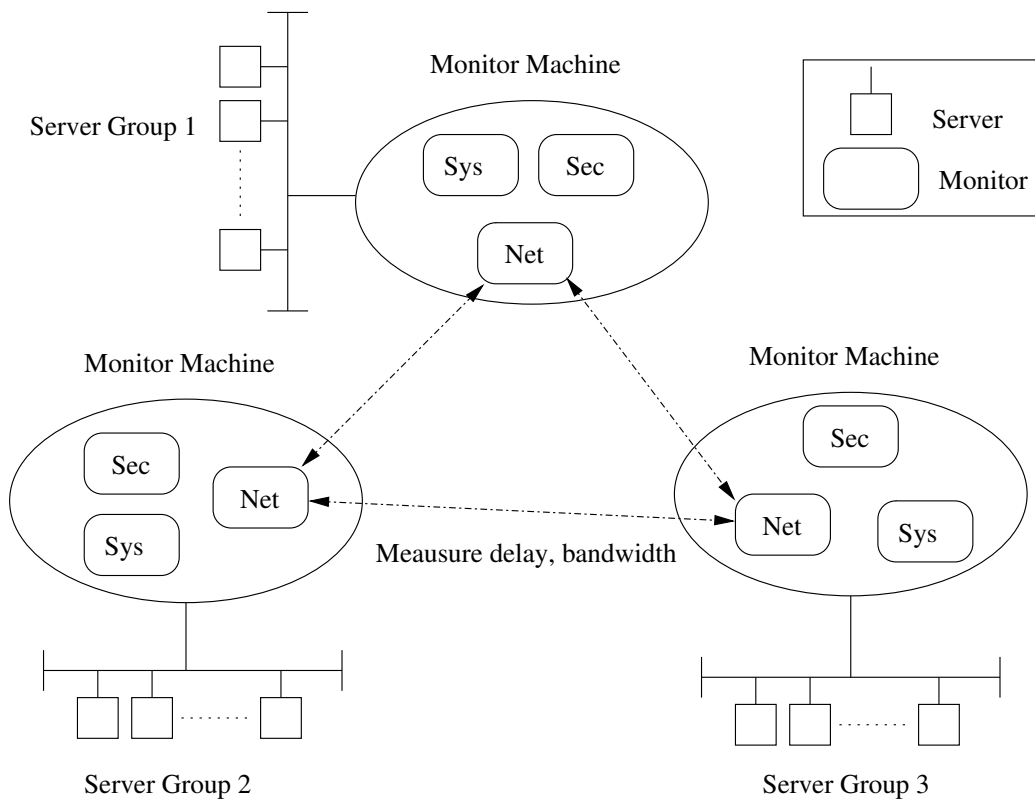 Monitor Machine
Server Group 1
Sys
Sec
Net
Server
Monitor
Monitor Machine
Sec
Net
Sys
Monitor Machine
Sec
Net
Sys
Meausure delay, bandwidth
Server Group 2
Server Group 3